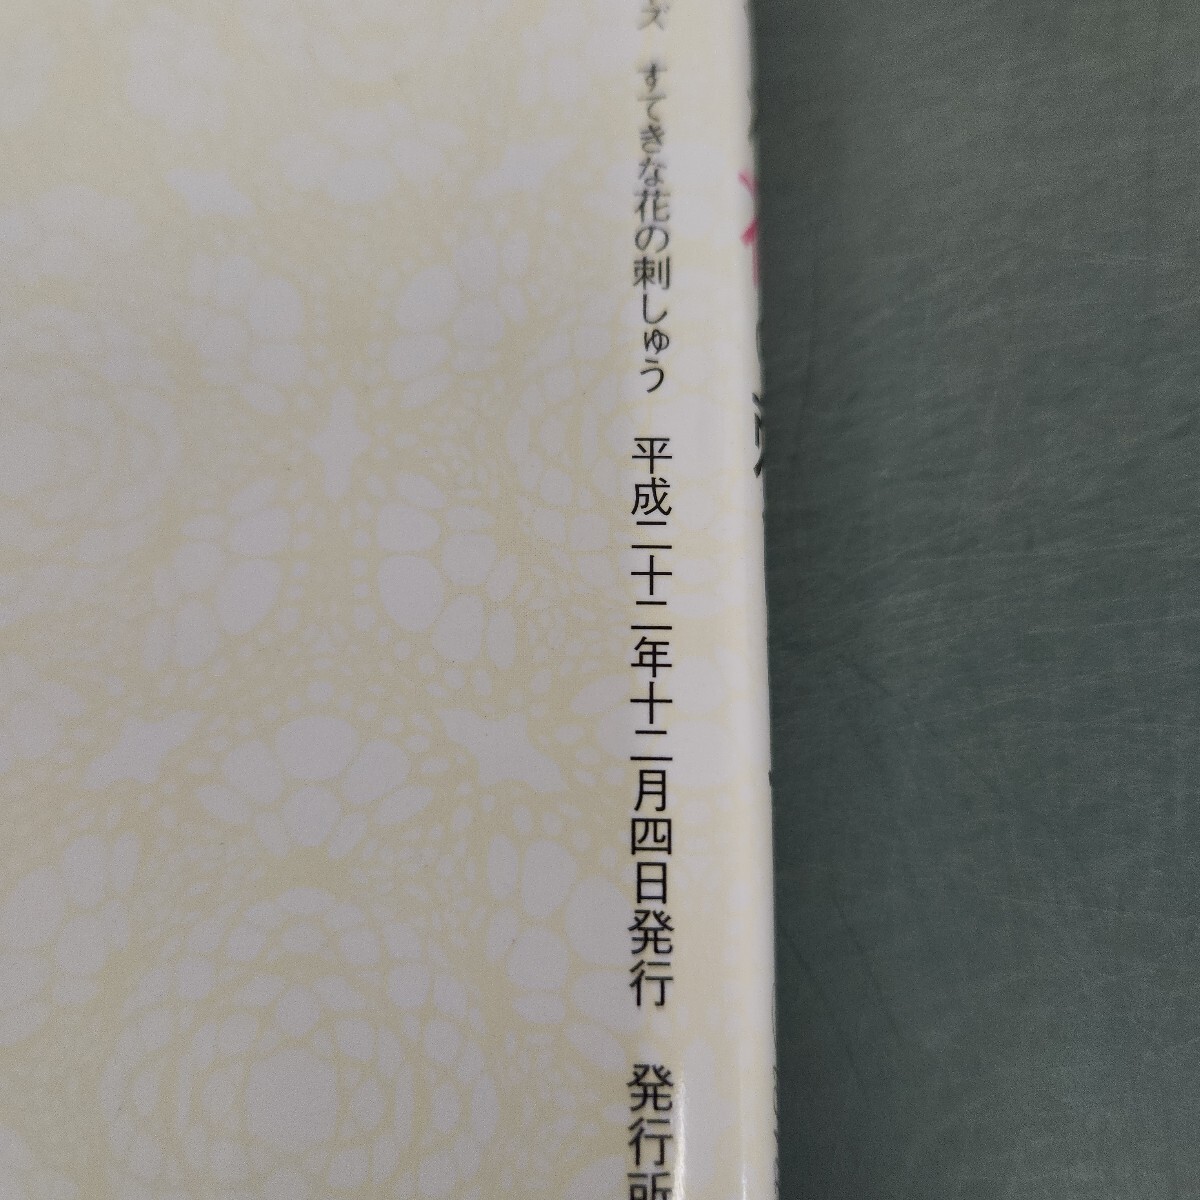 ズ すてきな花の刺しゅう 平成二十二年十二月四日発行 発行所